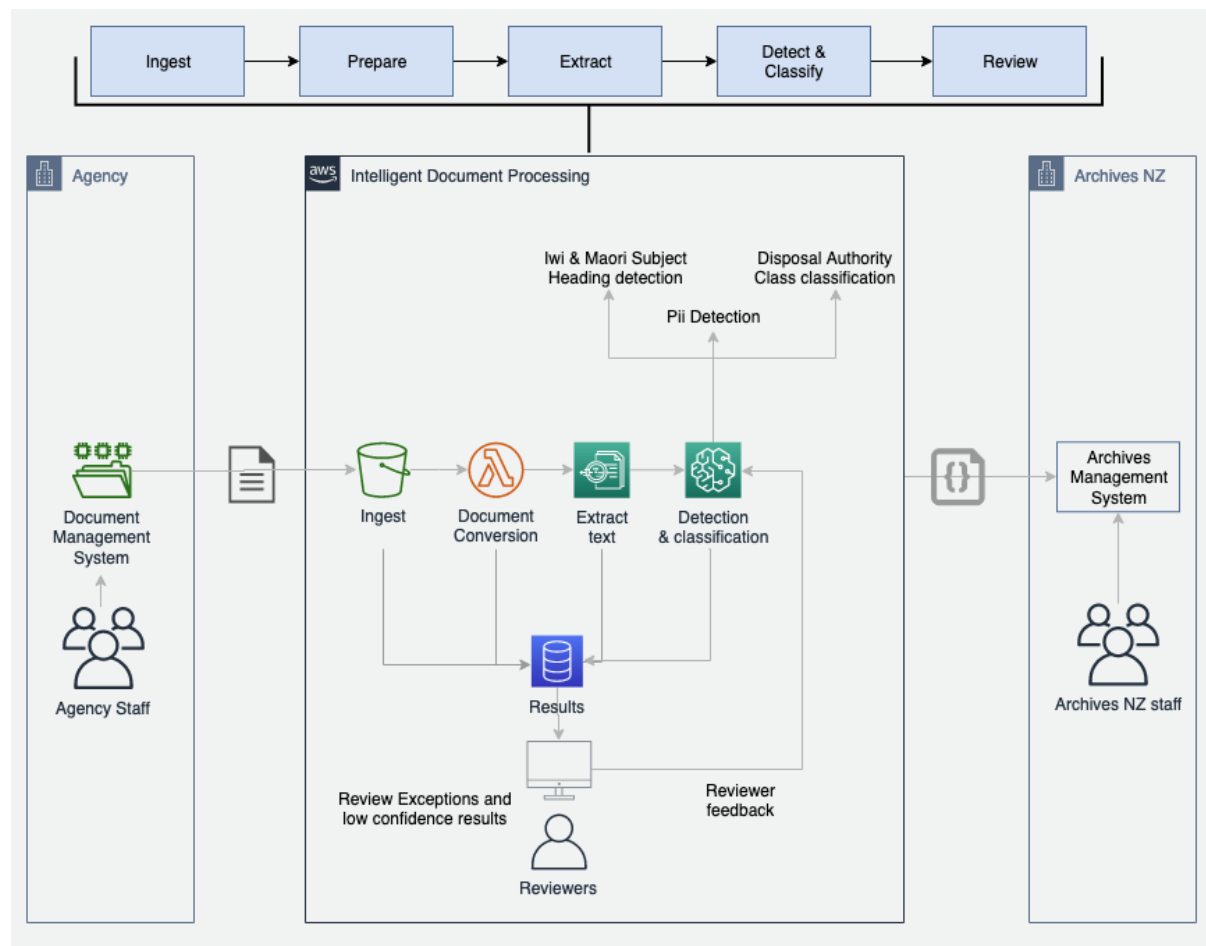 Ingest
Prepare
Extract
Detect &
Classify
Review
Agency
aws
Intelligent Document Processing
Archives NZ
Iwi & Maori Subject
Heading detection
Disposal Authority
Class classification
Pii Detection
Document
Management
System
Ingest
Document
Conversion
Extract
text
Detection
& classification
{}
Archives
Management
System
Agency Staff
Results
Archives NZ staff
Review Exceptions and
low confidence results
Reviewer
feedback
Reviewers